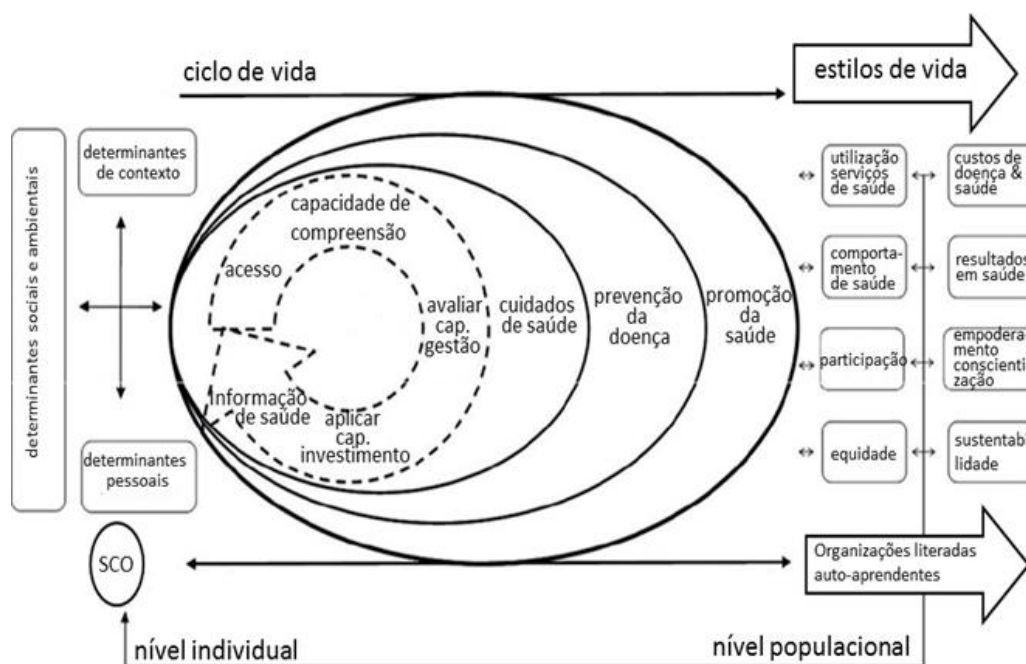 ciclo de vida
estilos de vida
determinantes sociais e ambientais
determinantes
de contexto
determinantes
pessoais
SCO
capacidade de
compreensão
acesso
avaliar
cap.
gestão
Informação
de saúde
aplicar
cap.
investimento
cuidados
de saúde
prevenção
da
doença
promoção
da
saúde
utilização
serviços
de saúde
custos de
doença &
saúde
comporta-
mento
de saúde
resultados
em saúde
participação
empodera-
mento
conscienti
zação
equidade
sustentabi
lidade
Organizações literadas
auto-aprendentes
nível individual
nível populacional